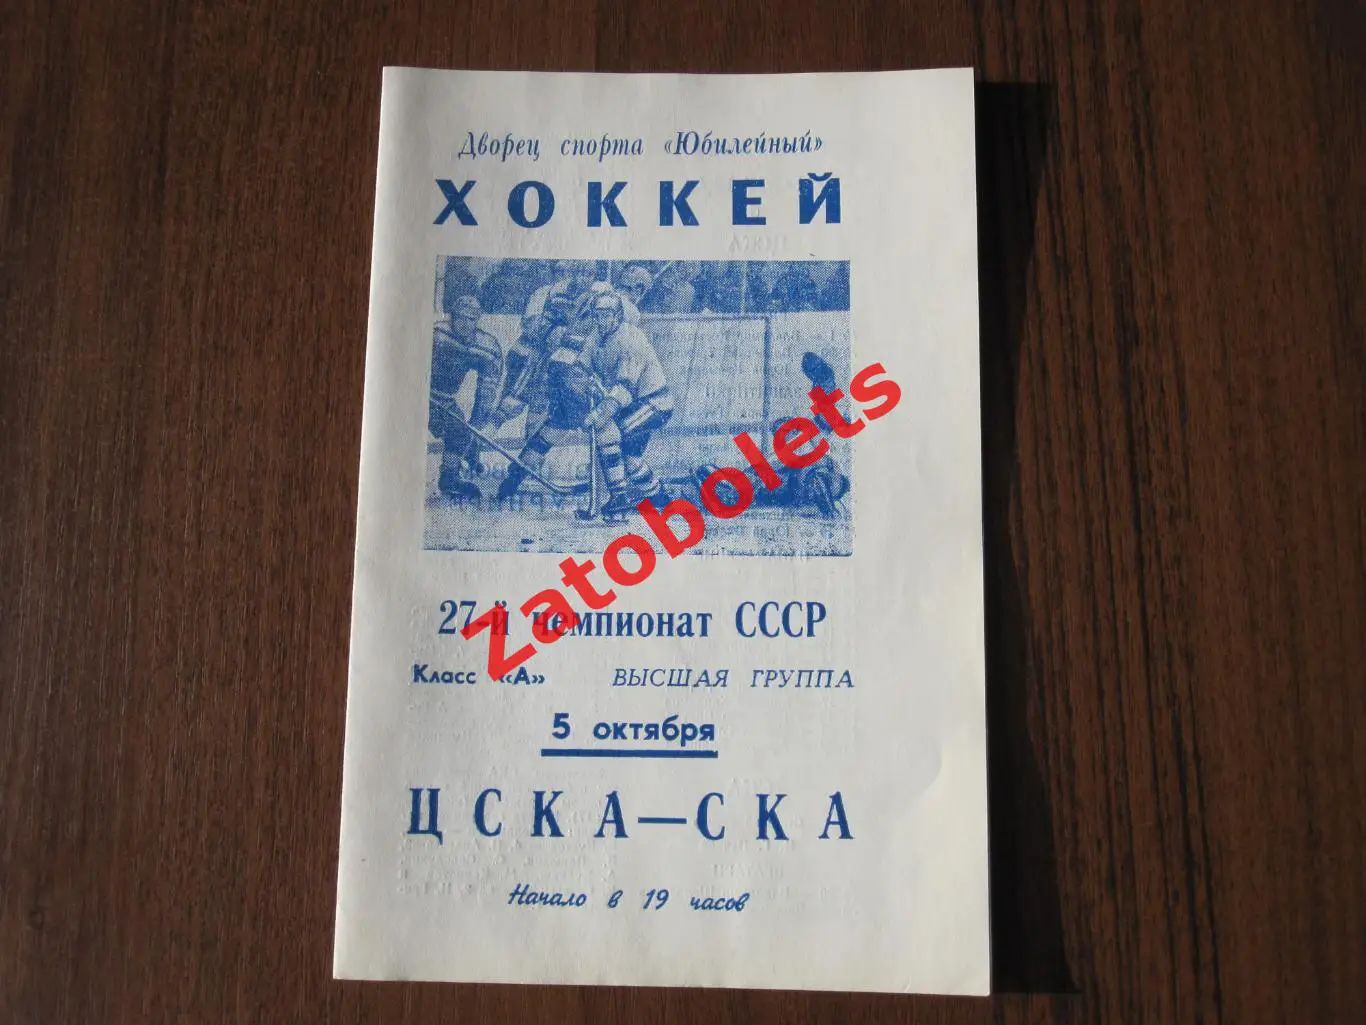 Дворец спорта «Юбилейный»
ХОККЕЙ
27-й чемпионат СССР
Класс «А» ВЫСШАЯ ГРУППА
5 октября
ЦСКА—СКА
Начало в 19 часов
Zatobolets